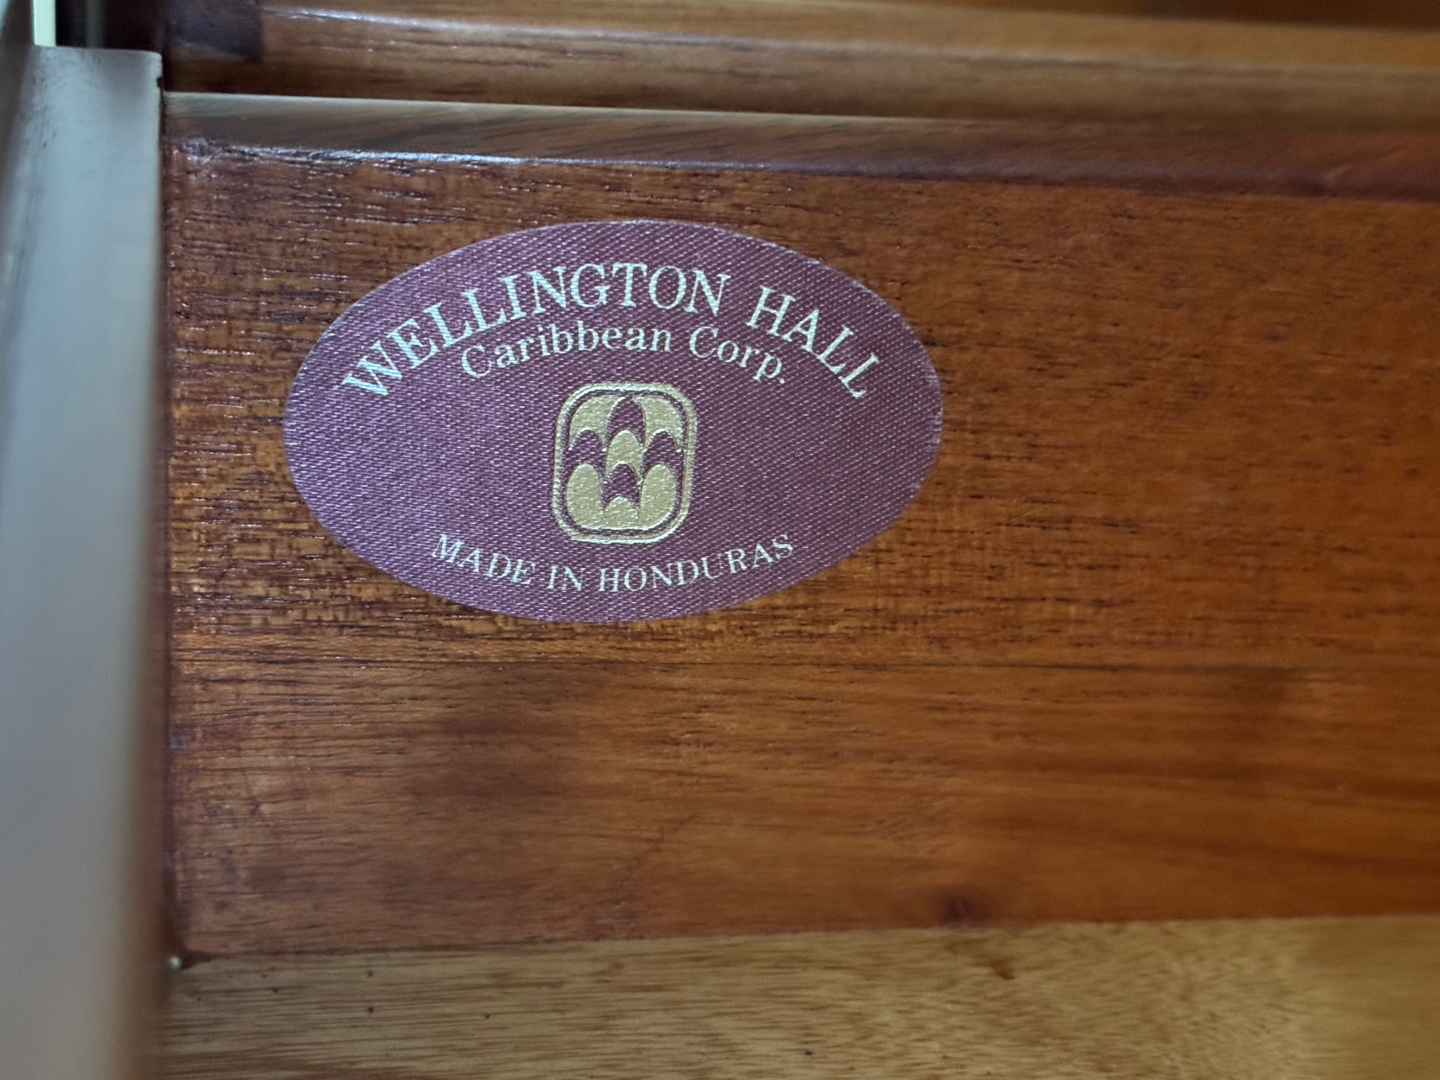 WELLINGTON HALL
Caribbean Corp.
MADE IN HONDURAS